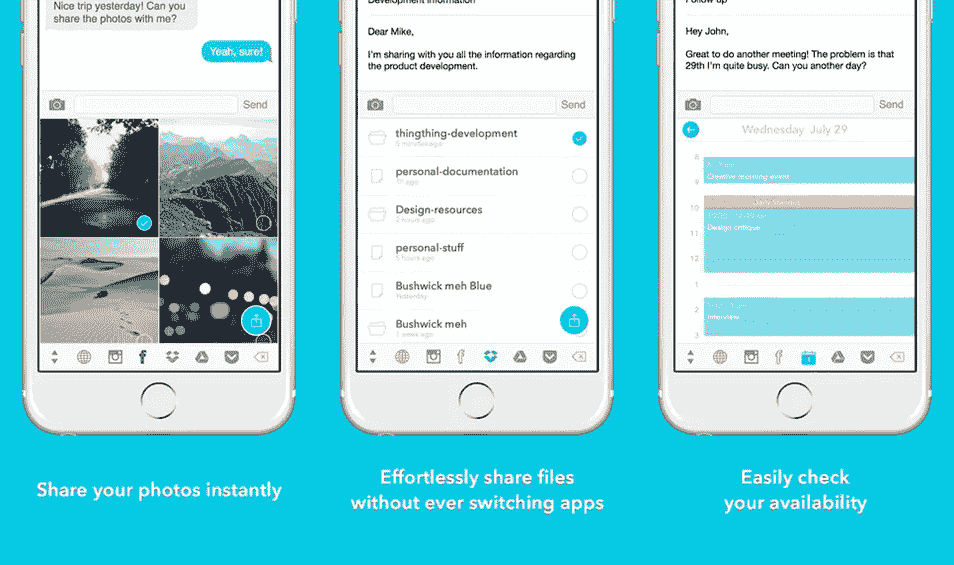 Nice trip yesterday! Can you
share the photos with me?
Yeah, sure!
Send
Share your photos instantly
Development information
Dear Mike,
I'm sharing with you all the information regarding
the product development.
Send
thingthing-development
5 minutes ago
personal-documentation
1h ago
Design-resources
2 hours ago
personal-stuff
5 hours ago
Bushwick meh Blue
Yesterday
Bushwick meh
1 week ago
Effortlessly share files
without ever switching apps
Follow up
Hey John,
Great to do another meeting! The problem is that
29th I'm quite busy. Can you another day?
Send
Wednesday July 29
8
Creative morning event
9
10
Design critique
11
12
1
2
Interview
3
Easily check
your availability